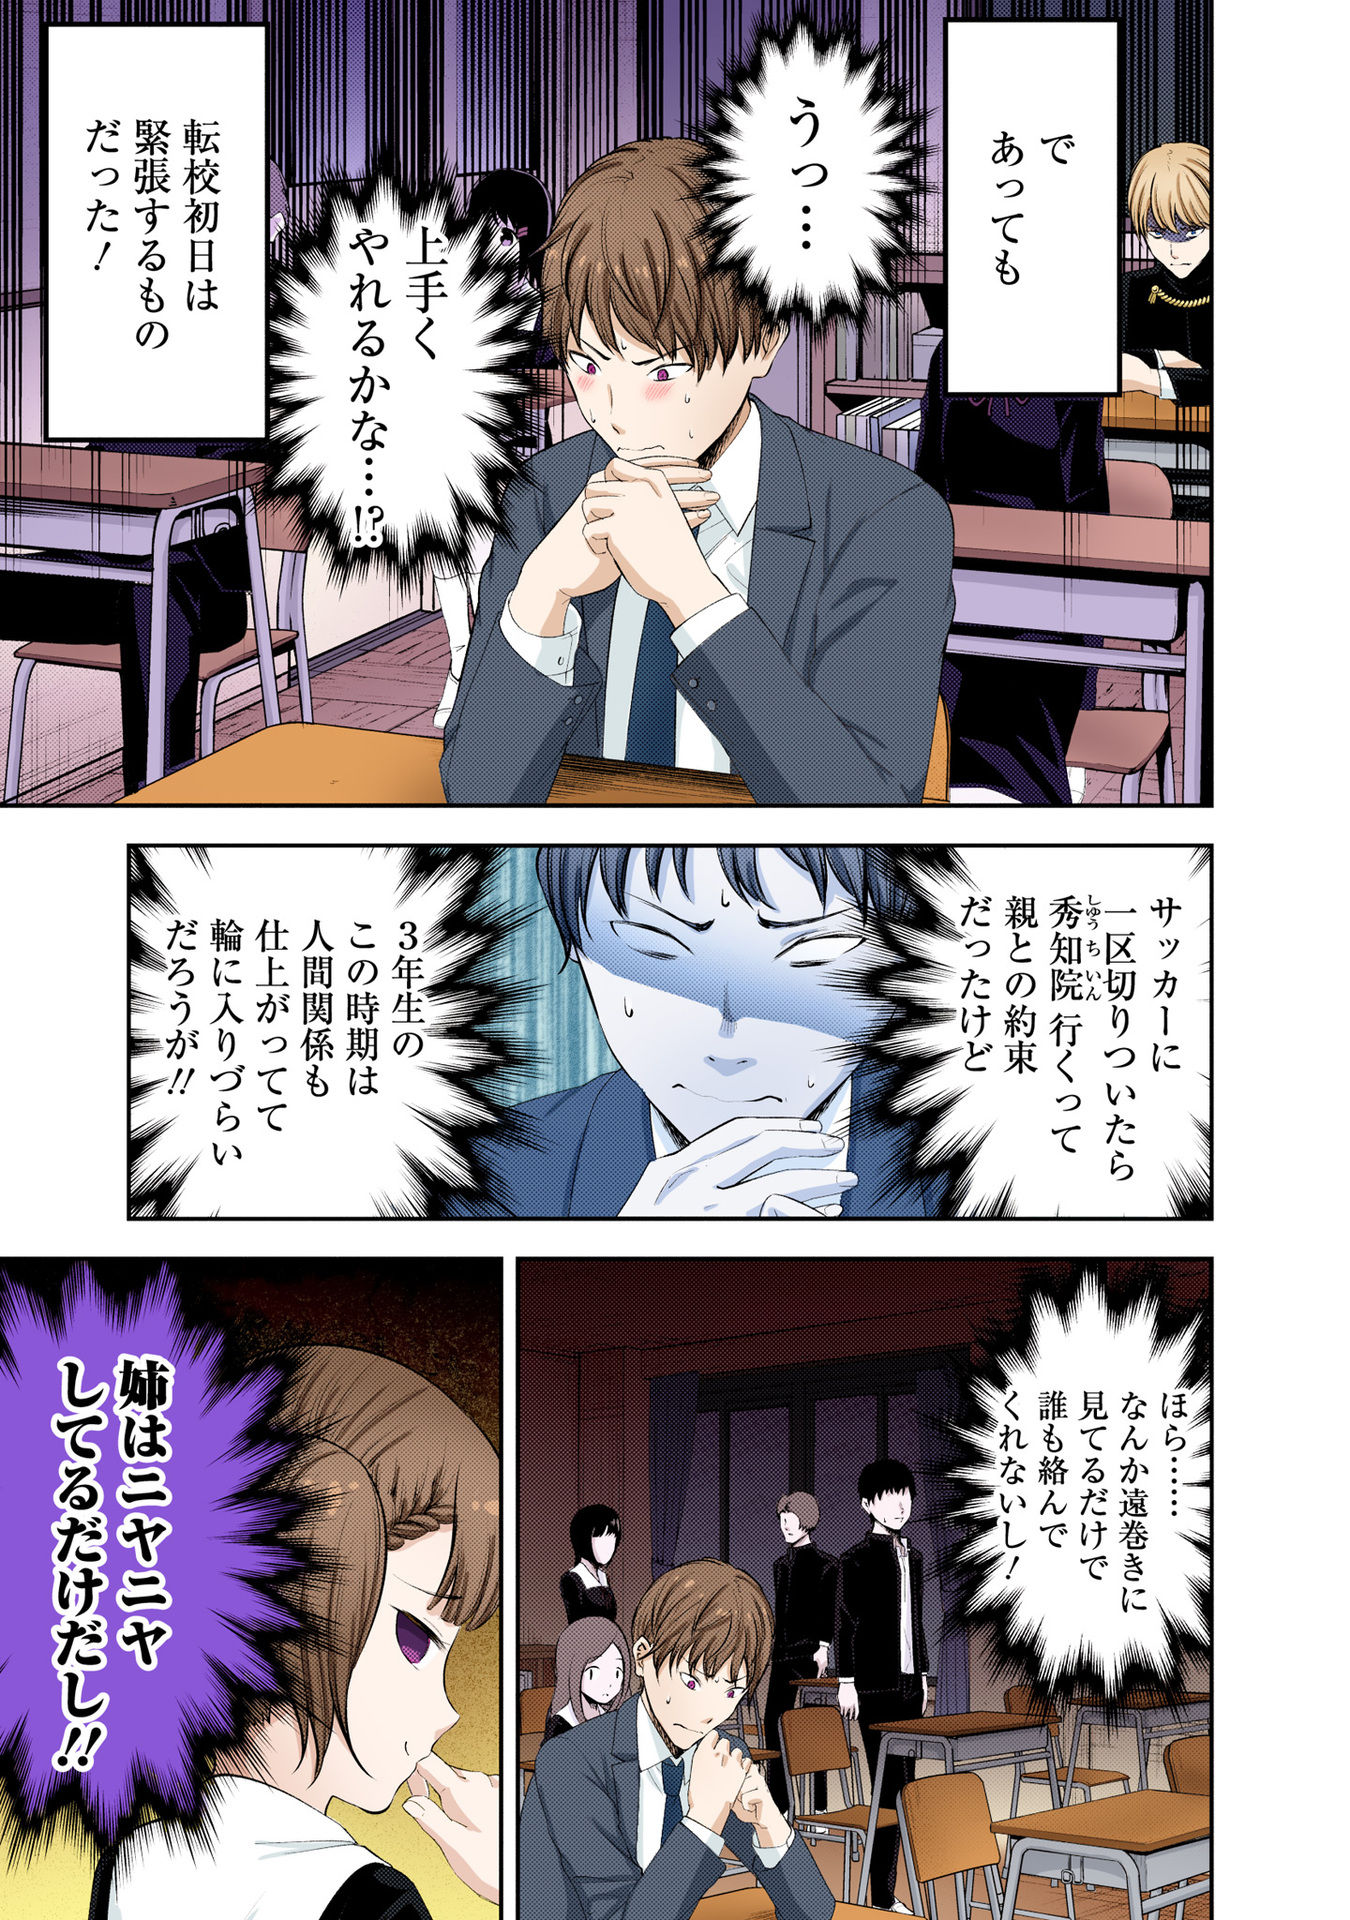 で
あっても
うっ…
上手く
やれるかな…!?
転校初日は
緊張するもの
だった！
サッカーに
一区切りついたら
秀知院行くって
しゅうちいん
親との約束
だったけど
３年生の
この時期は
人間関係も
仕上がってて
輪に入りづらい
だろうが!!
ほら……
なんか遠巻きに
見てるだけで
誰も絡んで
くれないし！
姉はニヤニヤ
してるだけだし!!